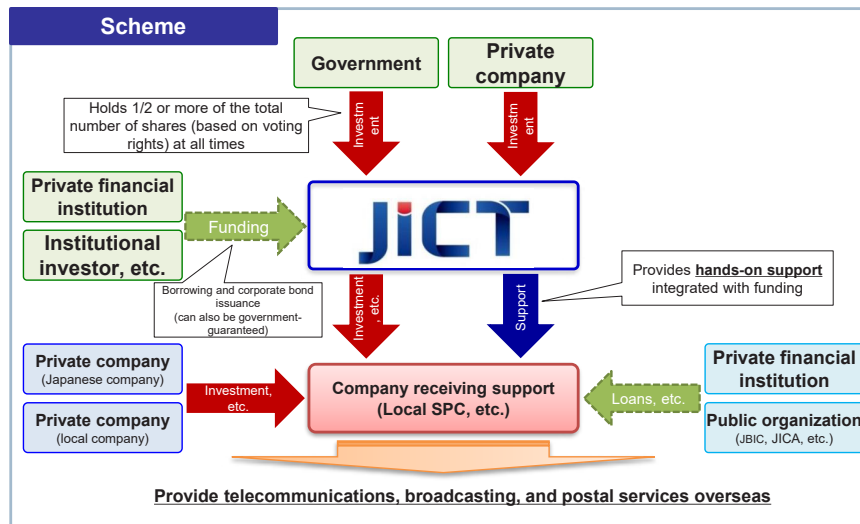 Scheme
Government
Private
company
Holds 1/2 or more of the total
number of shares (based on voting
rights) at all times
Investm
ent
Investm
ent
Private financial
institution
Institutional
investor, etc.
Funding
JICT
Borrowing and corporate bond
issuance
(can also be government-
guaranteed)
Investment
, etc.
Support
Provides hands-on support
integrated with funding
Private company
(Japanese company)
Private company
(local company)
Investment,
etc.
Company receiving support
(Local SPC, etc.)
Loans, etc.
Private financial
institution
Public organization
(JBIC, JICA, etc.)
Provide telecommunications, broadcasting, and postal services overseas